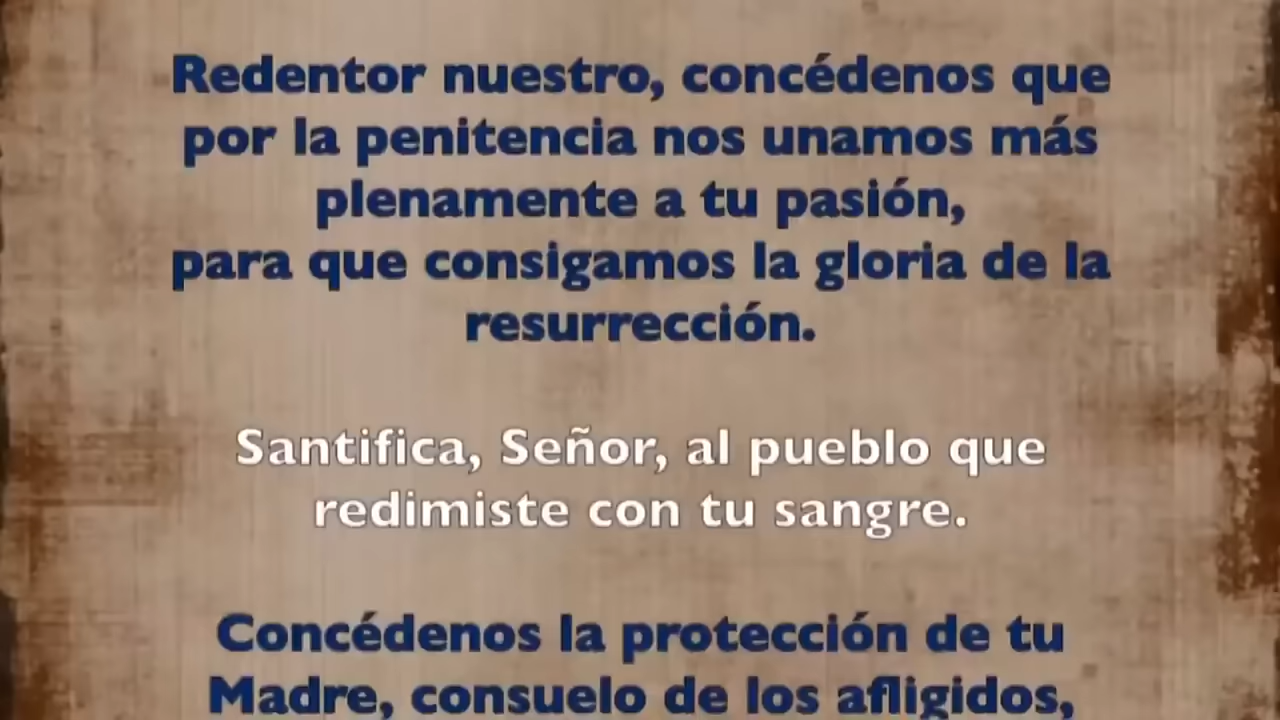 Redentor nuestro, concédenos que
por la penitencia nos unamos más
plenamente a tu pasión,
para que consigamos la gloria de la
resurrección.
Santifica, Señor, al pueblo que
redimiste con tu sangre.
Concédenos la protección de tu
Madre, consuelo de los afligidos,